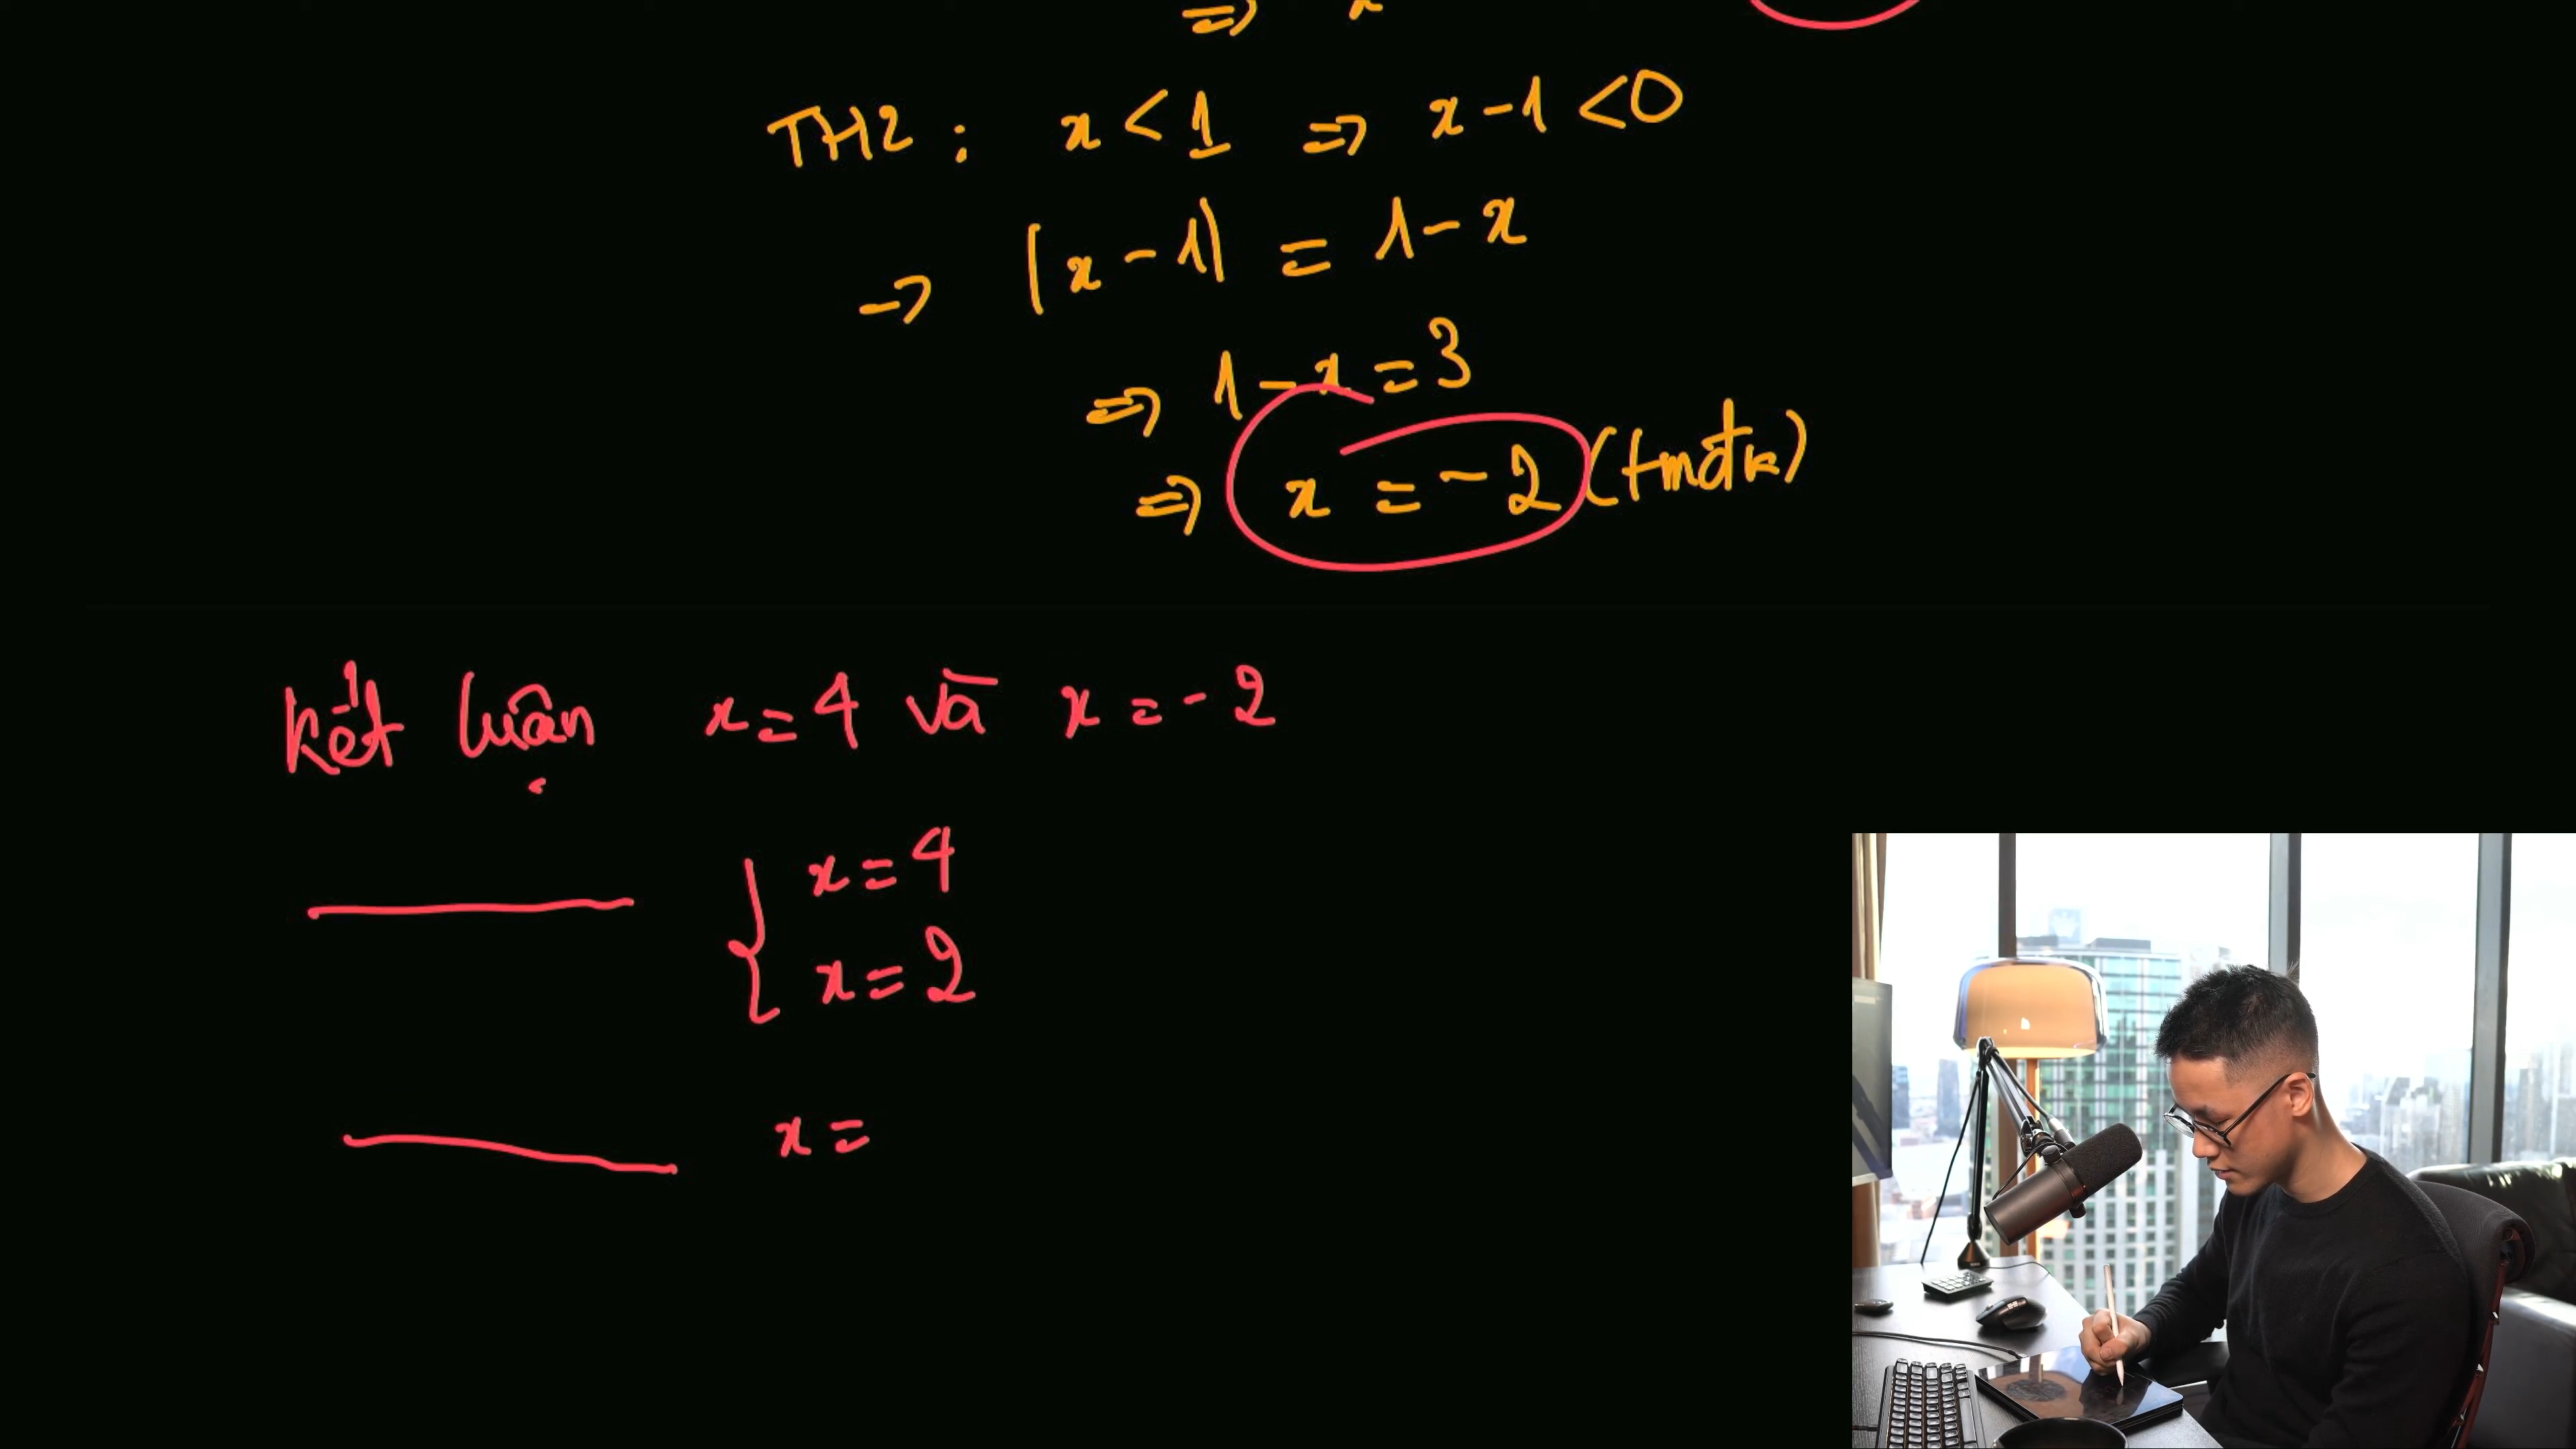 => x
TH2 : x < 1 => x - 1 < 0
-> |x - 1| = 1 - x
=> 1 - x = 3
=> x = - 2 (tmđk)
Kết luận x = 4 và x = - 2
{ x = 4
x = 2
x =